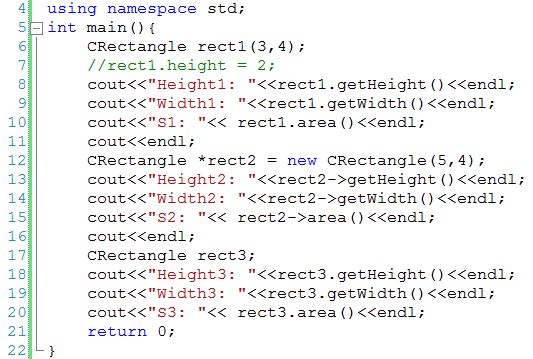 4 using namespace std;
5 int main(){
6 CRectangle rect1(3,4);
7 //rect1.height = 2;
8 cout<<"Height1: "<<rect1.getHeight()<<endl;
9 cout<<"Width1: "<<rect1.getWidth()<<endl;
10 cout<<"S1: "<< rect1.area()<<endl;
11 cout<<endl;
12 CRectangle *rect2 = new CRectangle(5,4);
13 cout<<"Height2: "<<rect2->getHeight()<<endl;
14 cout<<"Width2: "<<rect2->getWidth()<<endl;
15 cout<<"S2: "<< rect2->area()<<endl;
16 cout<<endl;
17 CRectangle rect3;
18 cout<<"Height3: "<<rect3.getHeight()<<endl;
19 cout<<"Width3: "<<rect3.getWidth()<<endl;
20 cout<<"S3: "<< rect3.area()<<endl;
21 return 0;
22 }